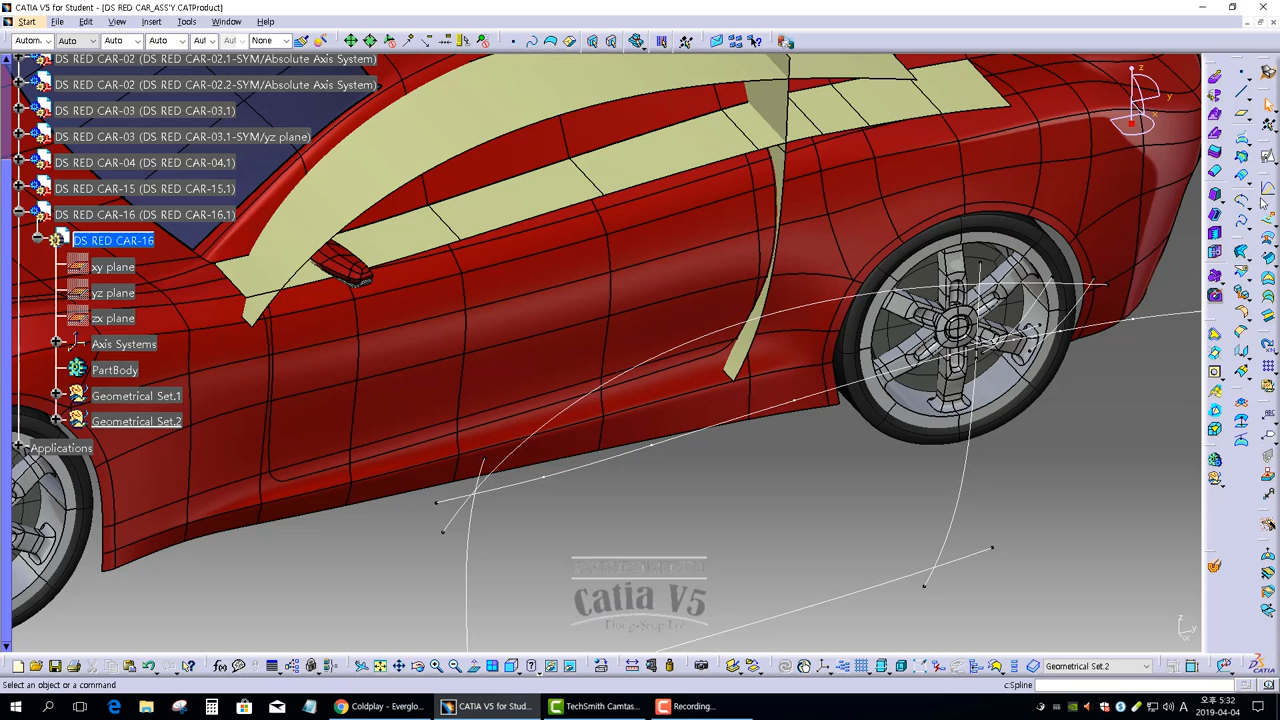 CATIA V5 for Student - [DS RED CAR_ASS'Y.CATProduct]
Start File Edit View Insert Tools Window Help
Autom. Auto Auto Auto Aut Aut None
DS RED CAR-02 (DS RED CAR-02.1-SYM/Absolute Axis System)
DS RED CAR-02 (DS RED CAR-02.2-SYM/Absolute Axis System)
DS RED CAR-03 (DS RED CAR-03.1)
DS RED CAR-03 (DS RED CAR-03.1-SYM/yz plane)
DS RED CAR-04 (DS RED CAR-04.1)
DS RED CAR-15 (DS RED CAR-15.1)
DS RED CAR-16 (DS RED CAR-16.1)
DS RED CAR-16
xy plane
yz plane
zx plane
Axis Systems
PartBody
Geometrical Set.1
Geometrical Set.2
Applications
z
y
x
Catia V5
z
y
x
Geometrical Set.2
Select an object or a command
c:Spline
Coldplay - Everglo...
CATIA V5 for Stud...
TechSmith Camtas...
Recording...
A
오후 5:32
2019-04-04